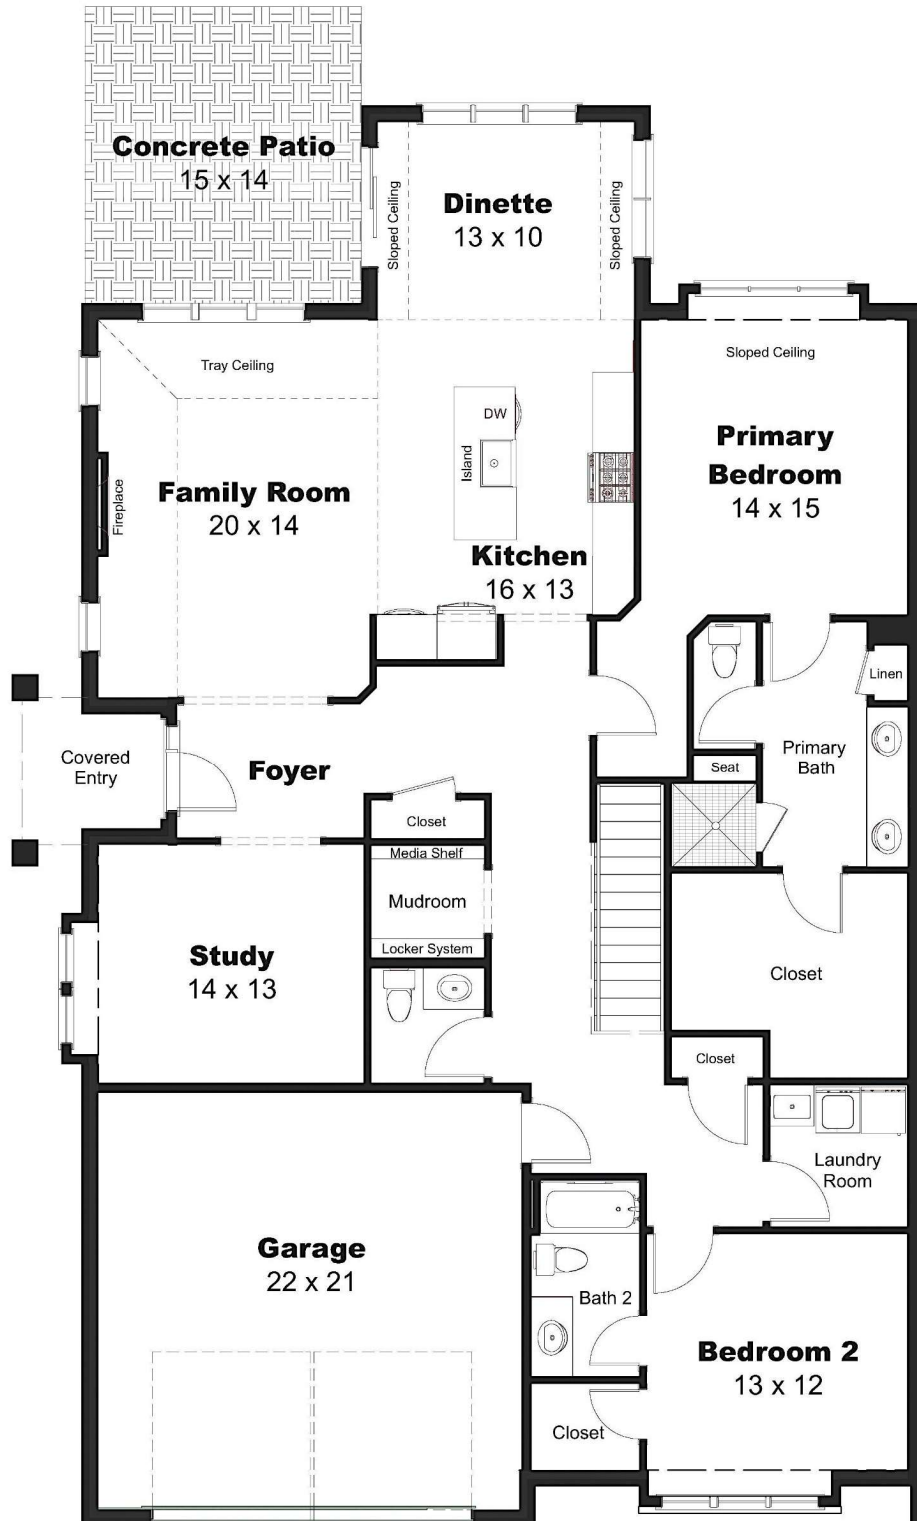 Concrete Patio
15 x 14
Sloped Ceiling
Dinette
13 x 10
Sloped Ceiling
Tray Ceiling
Sloped Ceiling
DW
Island
Primary
Bedroom
14 x 15
Fireplace
Family Room
20 x 14
Kitchen
16 x 13
Linen
Covered
Entry
Foyer
Primary
Bath
Seat
Closet
Media Shelf
Mudroom
Locker System
Study
14 x 13
Closet
Closet
Laundry
Room
Garage
22 x 21
Bath 2
Bedroom 2
13 x 12
Closet